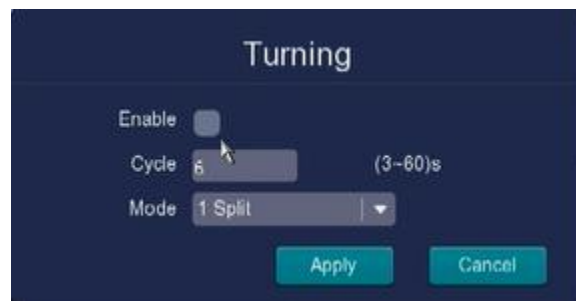 Turning
Enable
Cycle 6 (3~60)s
Mode 1 Split
Apply Cancel